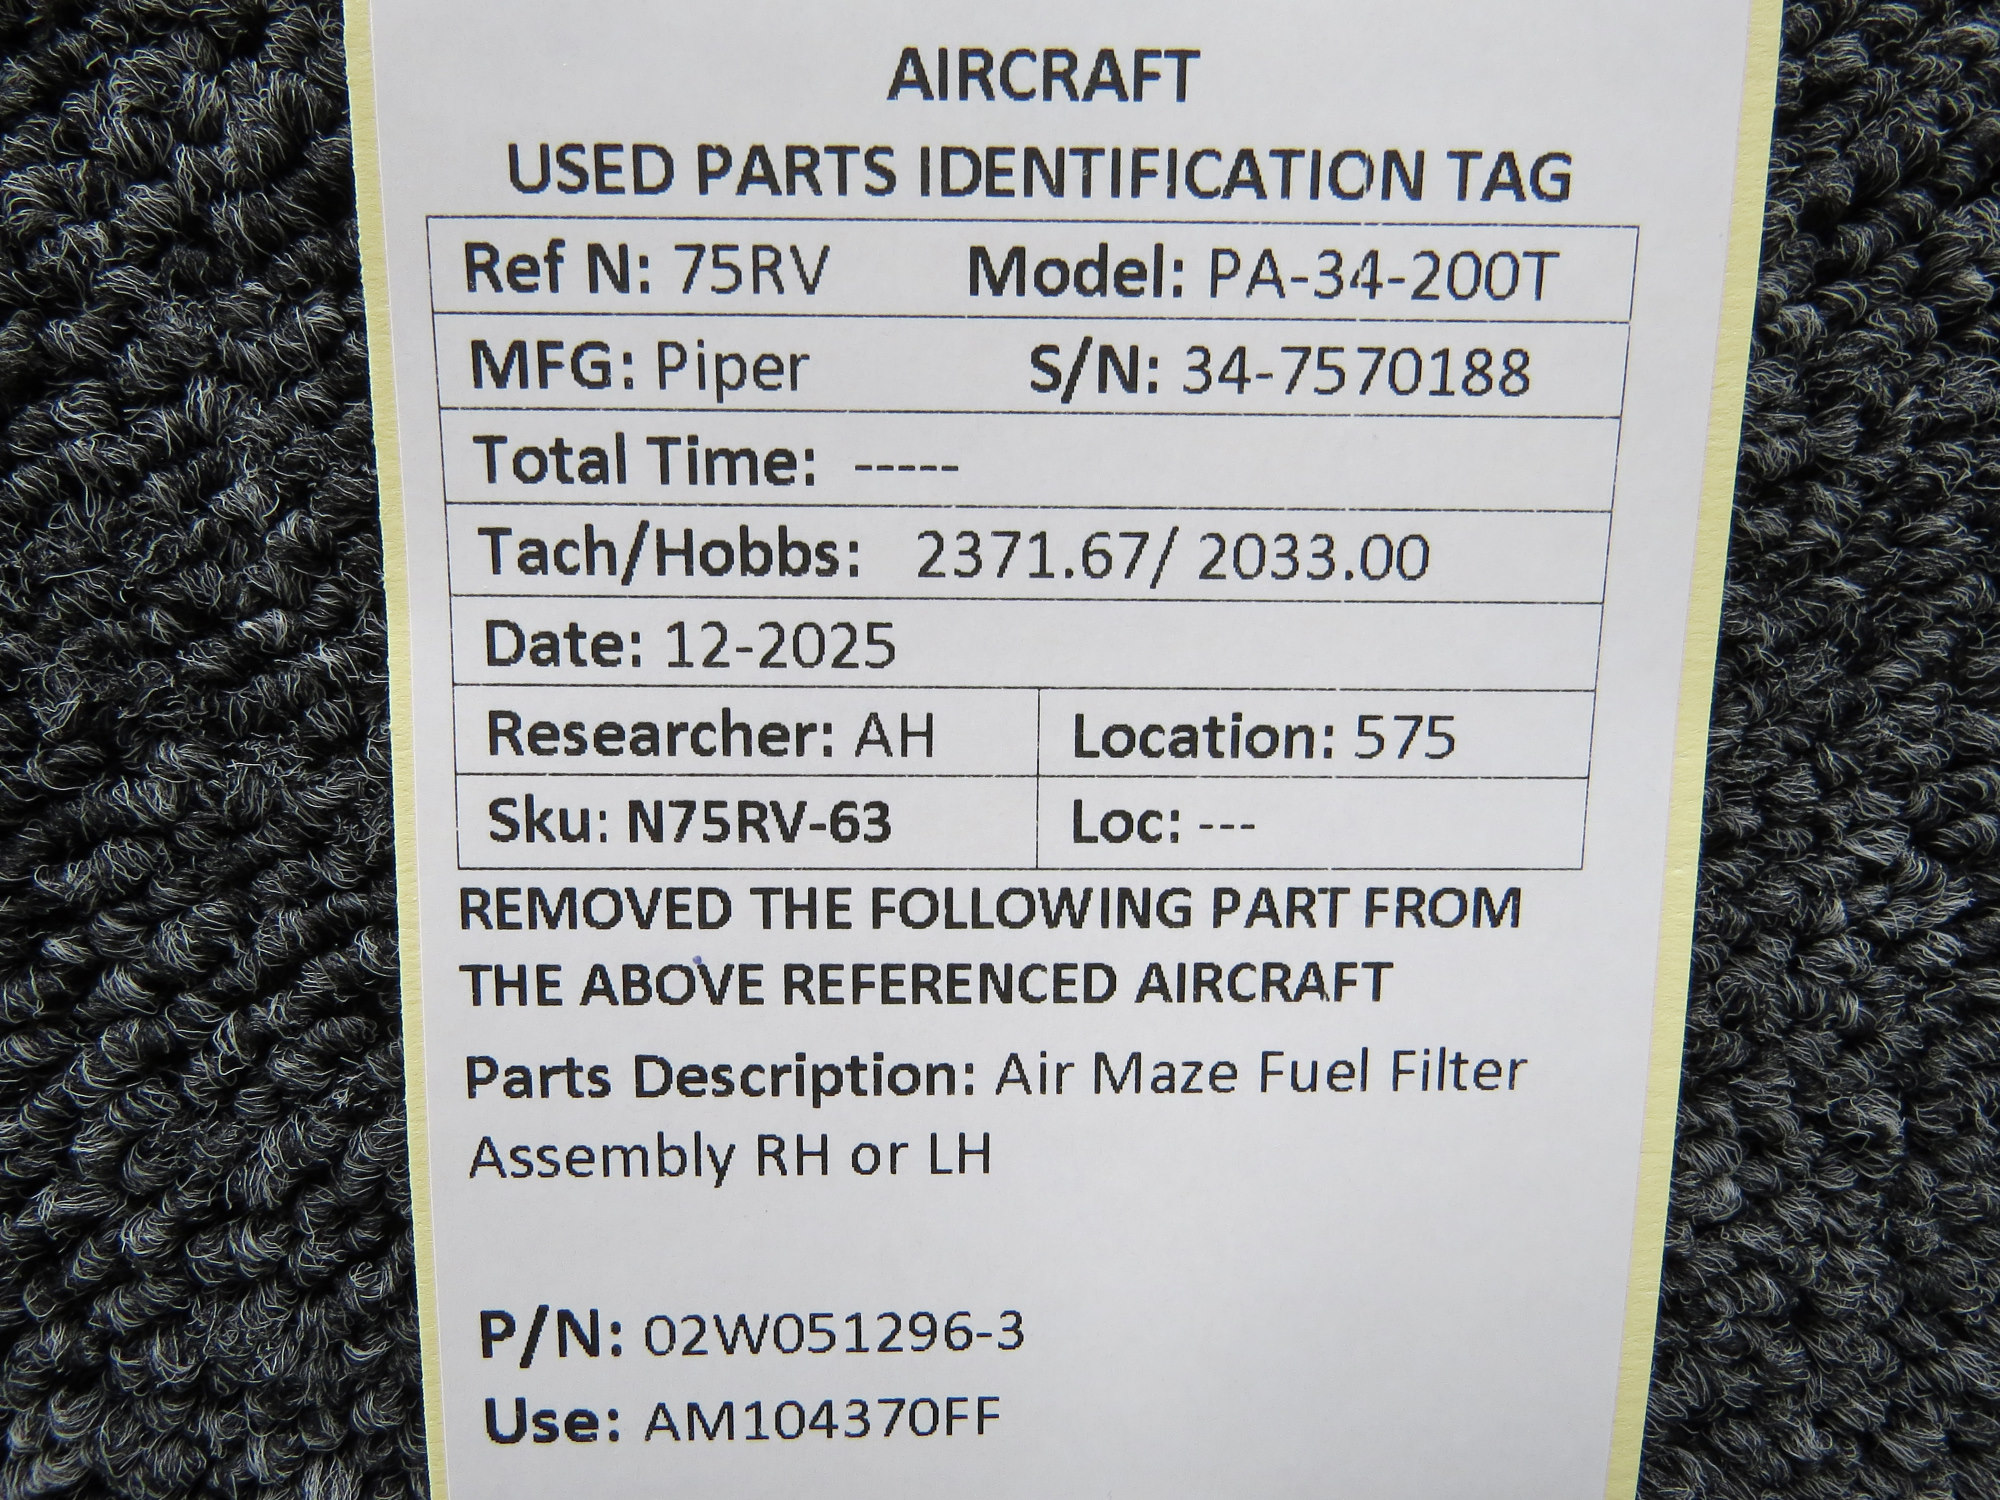 AIRCRAFT
USED PARTS IDENTIFICATION TAG
Ref N: 75RV Model: PA-34-200T
MFG: Piper S/N: 34-7570188
Total Time: -----
Tach/Hobbs: 2371.67/ 2033.00
Date: 12-2025
Researcher: AH Location: 575
Sku: N75RV-63 Loc: ---
REMOVED THE FOLLOWING PART FROM
THE ABOVE REFERENCED AIRCRAFT
Parts Description: Air Maze Fuel Filter
Assembly RH or LH
P/N: 02W051296-3
Use: AM104370FF